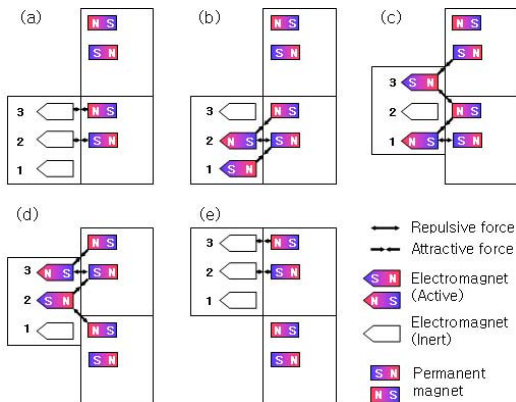 (a)
N S
S N
3 N S
2 S N
1
(b)
N S
S N
3 N S
2 N S S N
1 S N
(c)
N S
S N
3 S N
2 N S
1 N S S N
(d)
N S
3 N S S N
2 S N
1 N S
S N
(e)
3 N S
2 S N
1
N S
S N
Repulsive force
Attractive force
S N Electromagnet
N S (Active)
Electromagnet
(Inert)
S N Permanent
N S magnet